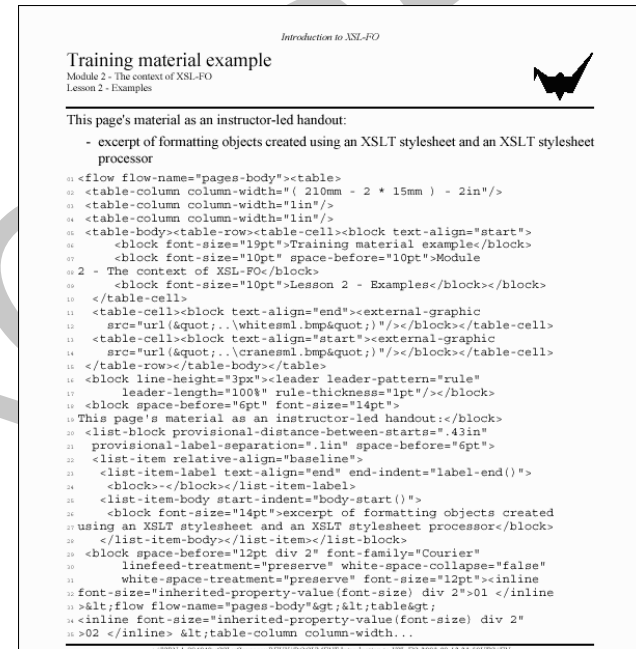 Introduction to XSL-FO
Training material example
Module 2 - The context of XSL-FO
Lesson 2 - Examples
This page's material as an instructor-led handout:
- excerpt of formatting objects created using an XSLT stylesheet and an XSLT stylesheet
processor
01 <flow flow-name="pages-body"><table>
02 <table-column column-width="( 210mm - 2 * 15mm ) - 2in"/>
03 <table-column column-width="1in"/>
04 <table-column column-width="1in"/>
05 <table-body><table-row><table-cell><block text-align="start">
06 <block font-size="19pt">Training material example</block>
07 <block font-size="10pt" space-before="10pt">Module
08 2 - The context of XSL-FO</block>
09 <block font-size="10pt">Lesson 2 - Examples</block></block>
10 </table-cell>
11 <table-cell><block text-align="end"><external-graphic
12 src="url(&quot;..\whitesml.bmp&quot;)"/></block></table-cell>
13 <table-cell><block text-align="start"><external-graphic
14 src="url(&quot;..\cranesml.bmp&quot;)"/></block></table-cell>
15 </table-row></table-body></table>
16 <block line-height="3px"><leader leader-pattern="rule"
17 leader-length="100%" rule-thickness="1pt"/></block>
18 <block space-before="6pt" font-size="14pt">
19 This page's material as an instructor-led handout:</block>
20 <list-block provisional-distance-between-starts=".43in"
21 provisional-label-separation=".1in" space-before="6pt">
22 <list-item relative-align="baseline">
23 <list-item-label text-align="end" end-indent="label-end()">
24 <block>-</block></list-item-label>
25 <list-item-body start-indent="body-start()">
26 <block font-size="14pt">excerpt of formatting objects created
27 using an XSLT stylesheet and an XSLT stylesheet processor</block>
28 </list-item-body></list-item></list-block>
29 <block space-before="12pt div 2" font-family="Courier"
30 linefeed-treatment="preserve" white-space-collapse="false"
31 white-space-treatment="preserve" font-size="12pt"><inline
32 font-size="inherited-property-value(font-size) div 2">01 </inline
33 >&lt;flow flow-name="pages-body"&gt;&lt;table&gt;
34 <inline font-size="inherited-property-value(font-size) div 2"
35 >02 </inline> &lt;table-column column-width...